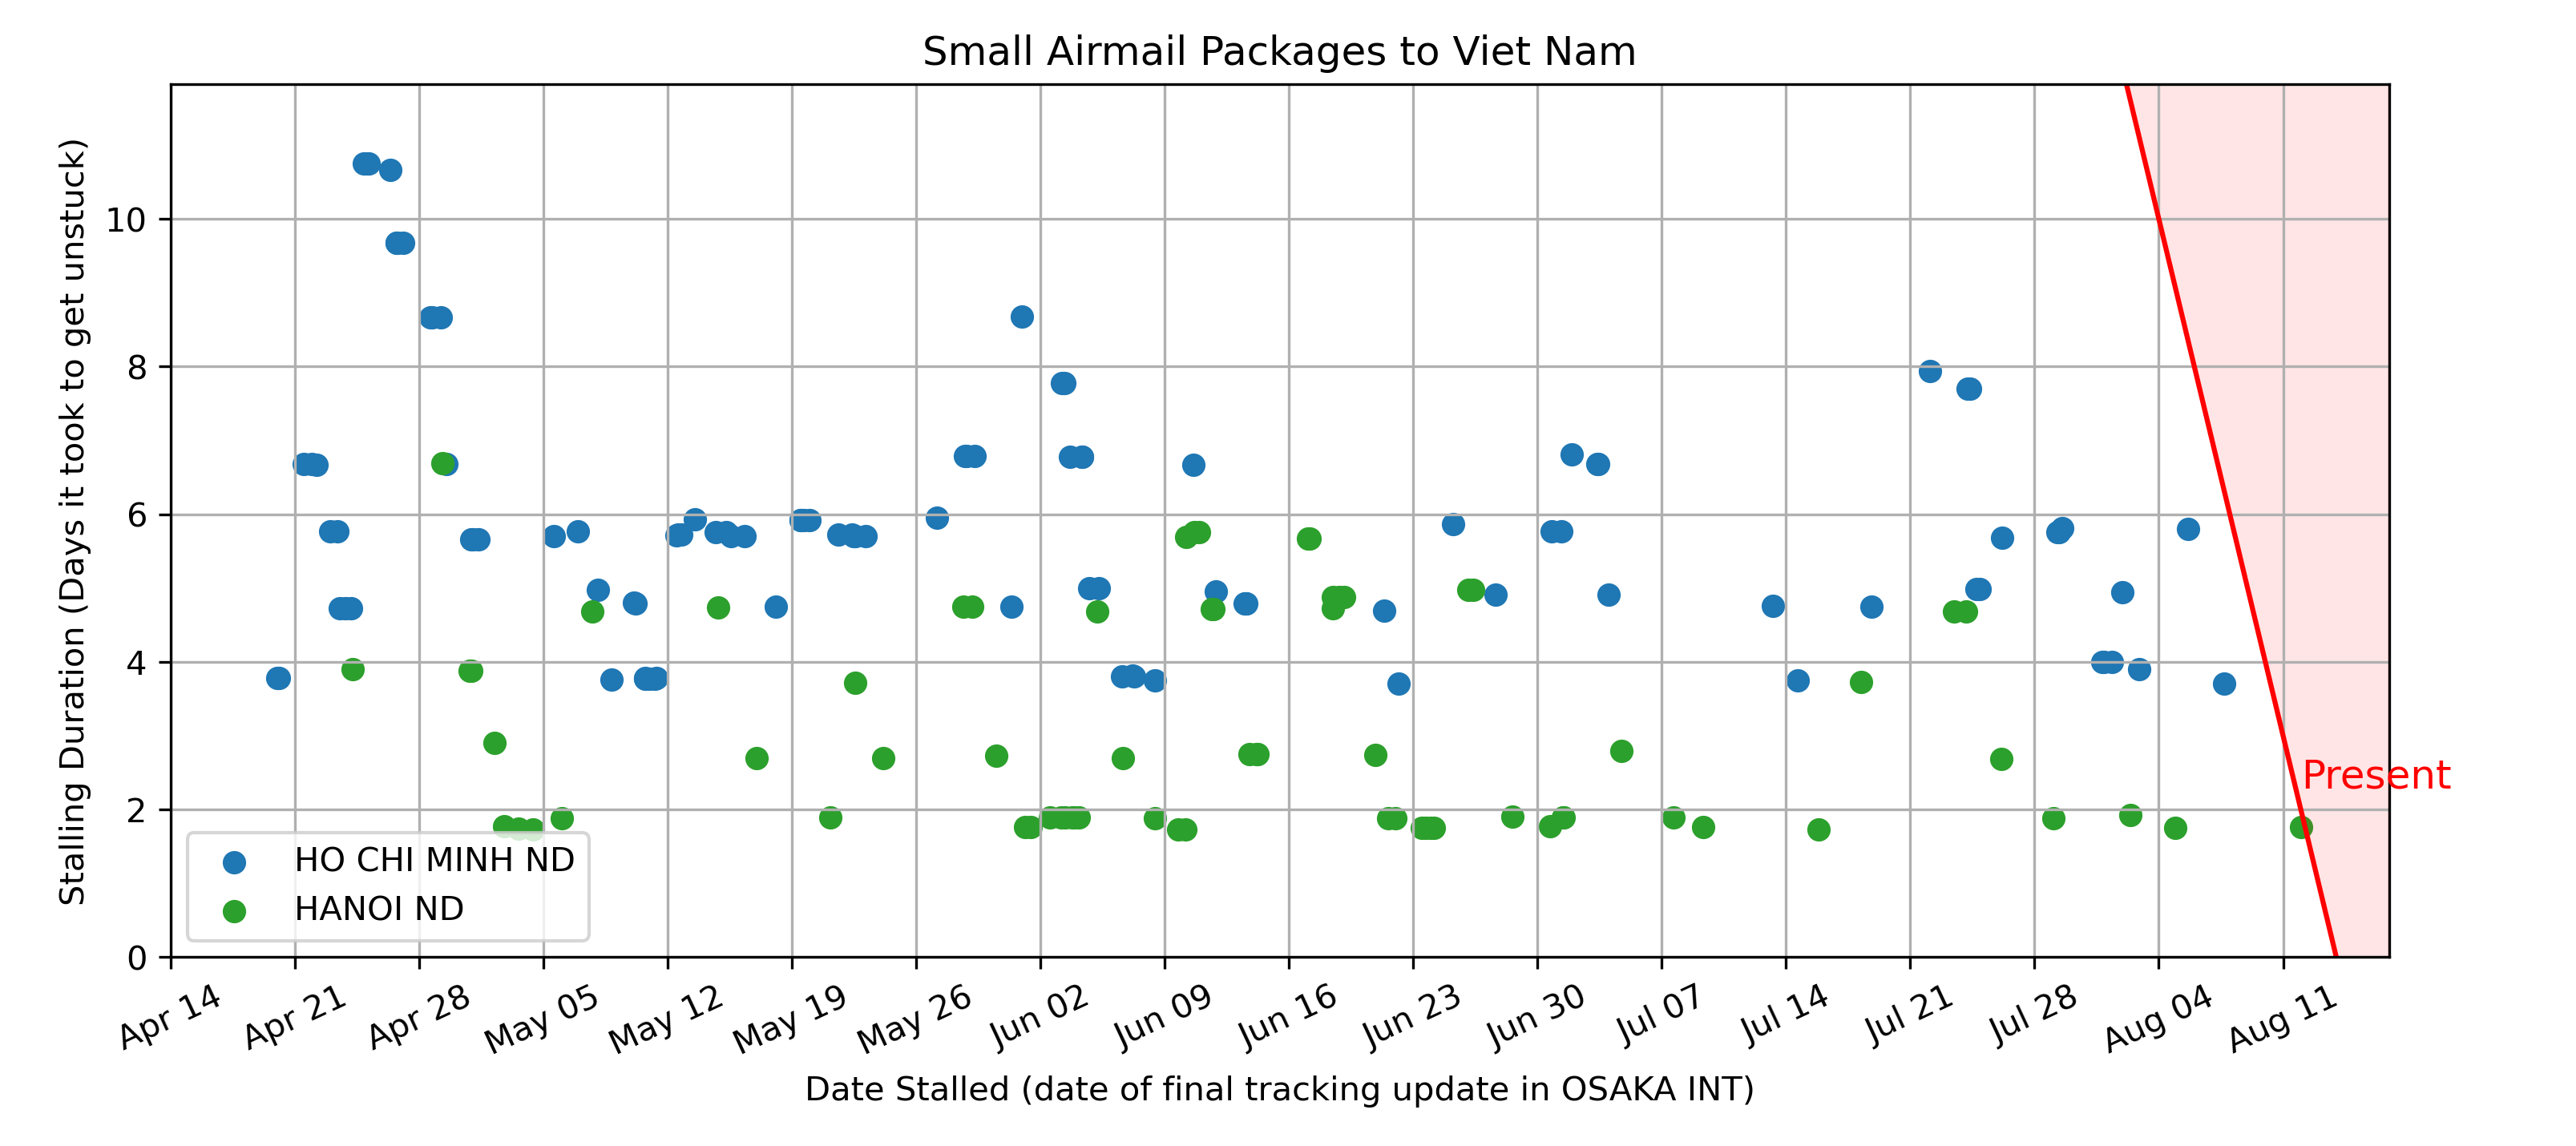 Small Airmail Packages to Viet Nam
Stalling Duration (Days it took to get unstuck)
10
8
6
4
2
0
Present
HO CHI MINH ND
HANOI ND
Apr 14
Apr 21
Apr 28
May 05
May 12
May 19
May 26
Jun 02
Jun 09
Jun 16
Jun 23
Jun 30
Jul 07
Jul 14
Jul 21
Jul 28
Aug 04
Aug 11
Date Stalled (date of final tracking update in OSAKA INT)